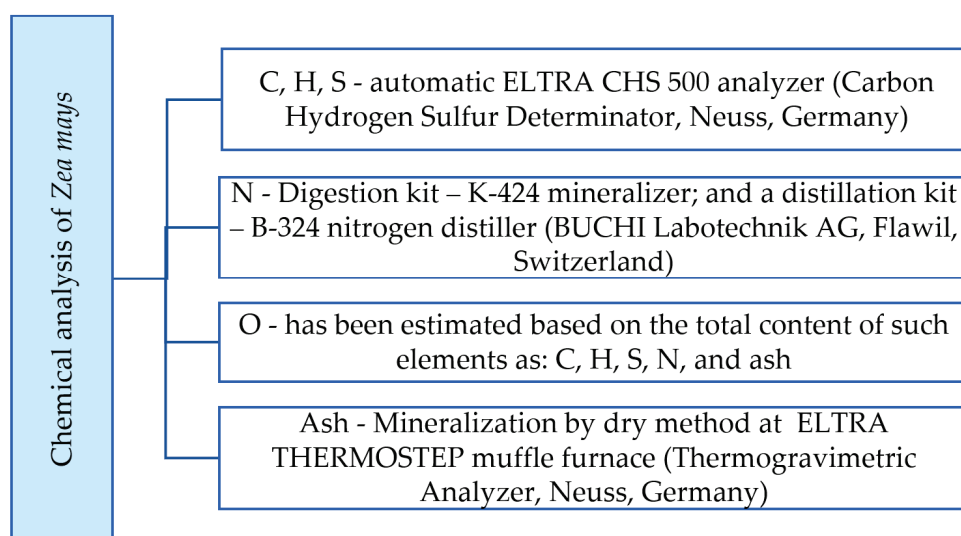 Chemical analysis of Zea mays
C, H, S - automatic ELTRA CHS 500 analyzer (Carbon
Hydrogen Sulfur Determinator, Neuss, Germany)
N - Digestion kit – K-424 mineralizer; and a distillation kit
– B-324 nitrogen distiller (BUCHI Labotechnik AG, Flawil,
Switzerland)
O - has been estimated based on the total content of such
elements as: C, H, S, N, and ash
Ash - Mineralization by dry method at ELTRA
THERMOSTEP muffle furnace (Thermogravimetric
Analyzer, Neuss, Germany)